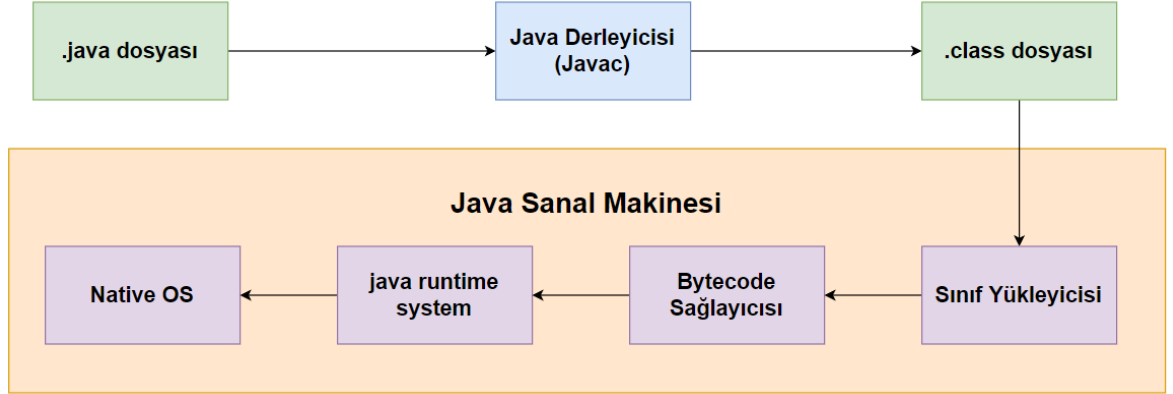 .java dosyası
Java Derleyicisi
(Javac)
.class dosyası
Java Sanal Makinesi
Native OS
java runtime
system
Bytecode
Sağlayıcısı
Sınıf Yükleyicisi